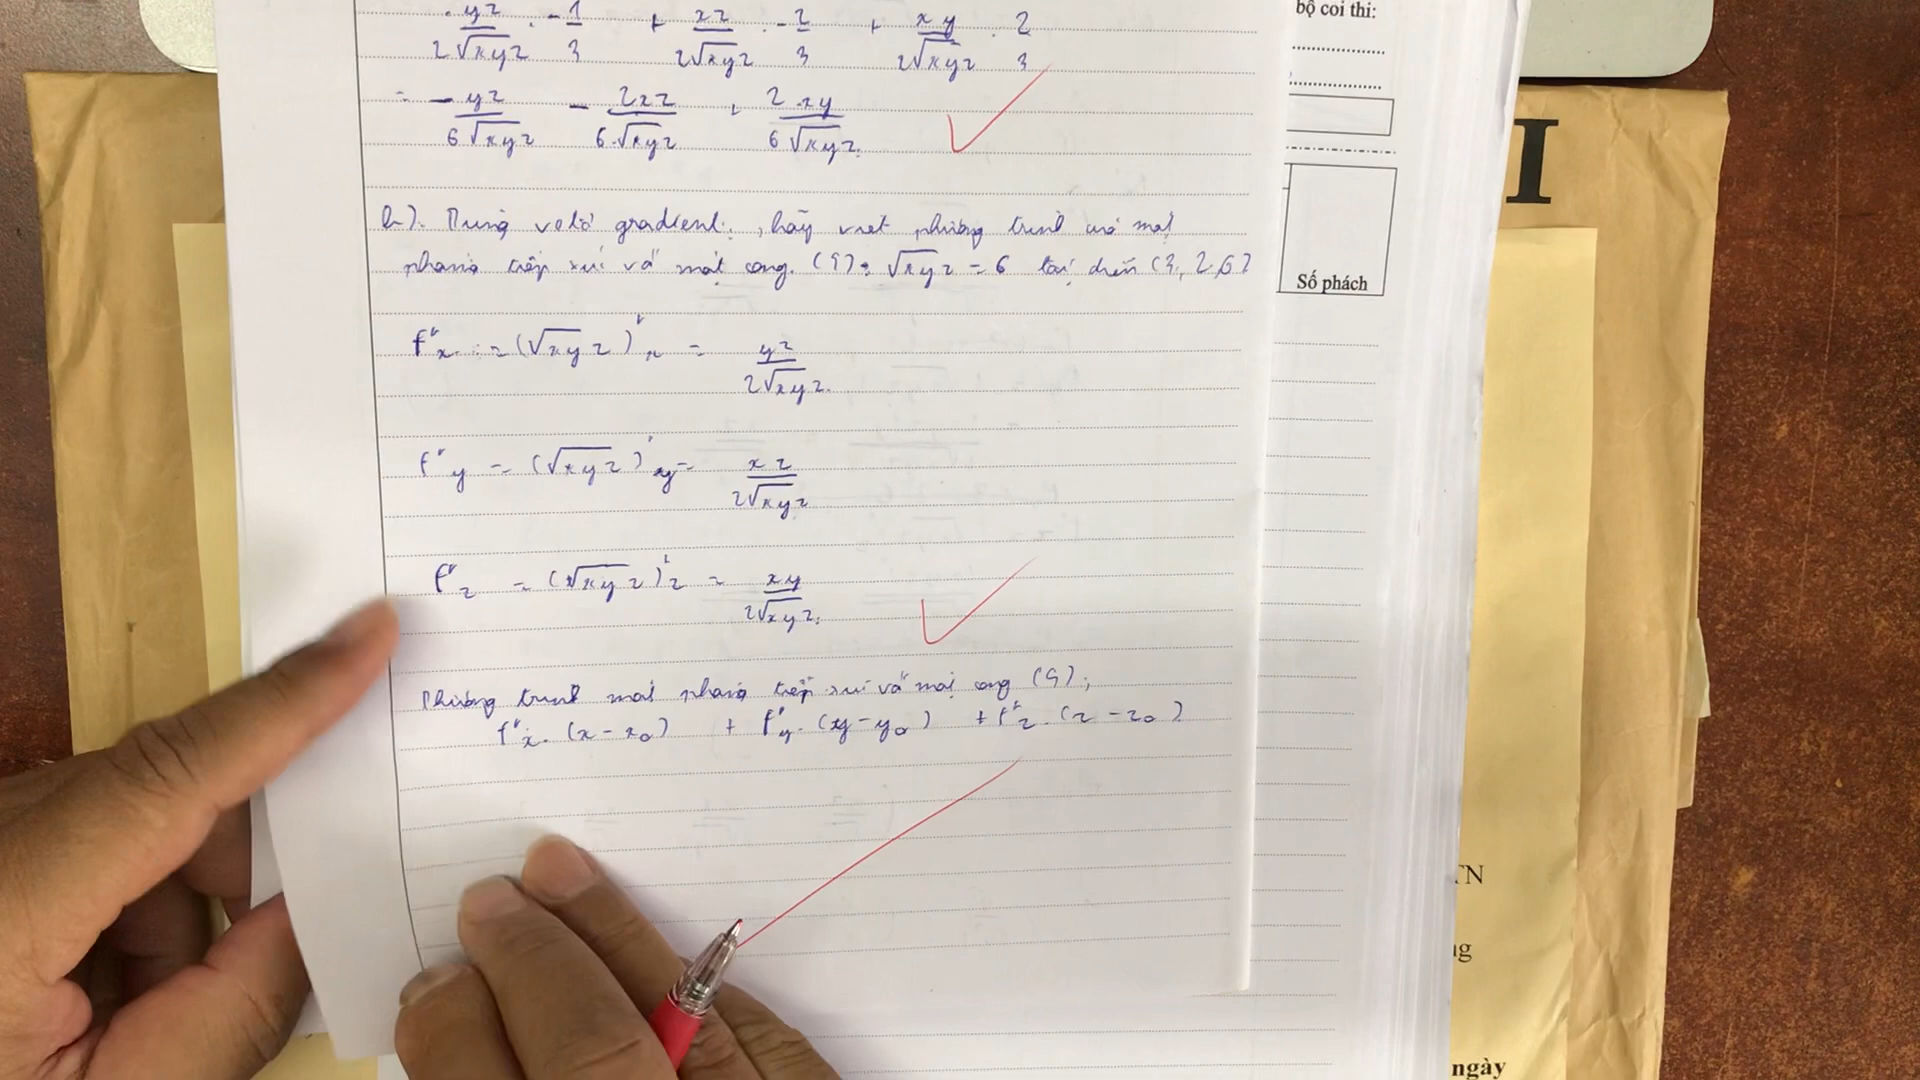 yz / 2√xyz · -1/3 + xz / 2√xyz · -2/3 + xy / 2√xyz · 2/3
= - yz / 6√xyz - 2xz / 6√xyz + 2xy / 6√xyz
b). Dùng vectơ gradient, hãy viết phương trình của mặt
phẳng tiếp xúc với mặt cong (S): √xyz = 6 tại điểm (3, 2, 6)
f'x = (√xyz)'x = yz / 2√xyz
f'y = (√xyz)'y = xz / 2√xyz
f'z = (√xyz)'z = xy / 2√xyz
Phương trình mặt phẳng tiếp xúc với mặt cong (S):
f'x. (x - x0) + f'y. (y - y0) + f'z. (z - z0)
bộ coi thi:
Số phách
I
TN
ng
ngày